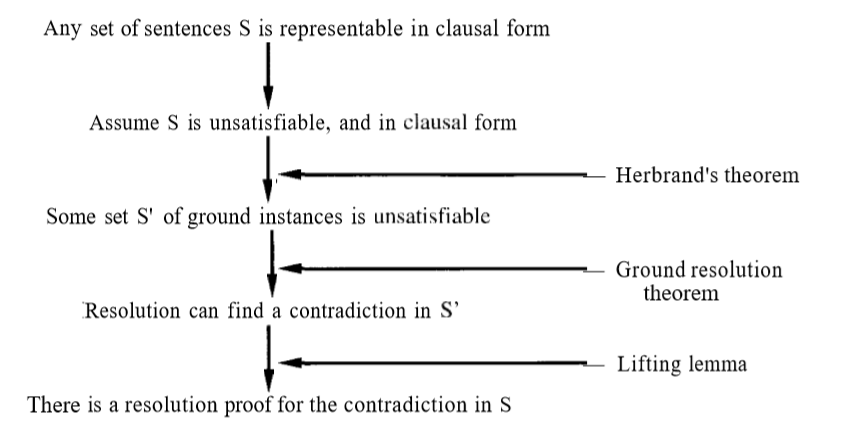 Any set of sentences S is representable in clausal form
Assume S is unsatisfiable, and in clausal form
Herbrand's theorem
Some set S' of ground instances is unsatisfiable
Ground resolution
theorem
Resolution can find a contradiction in S'
Lifting lemma
There is a resolution proof for the contradiction in S